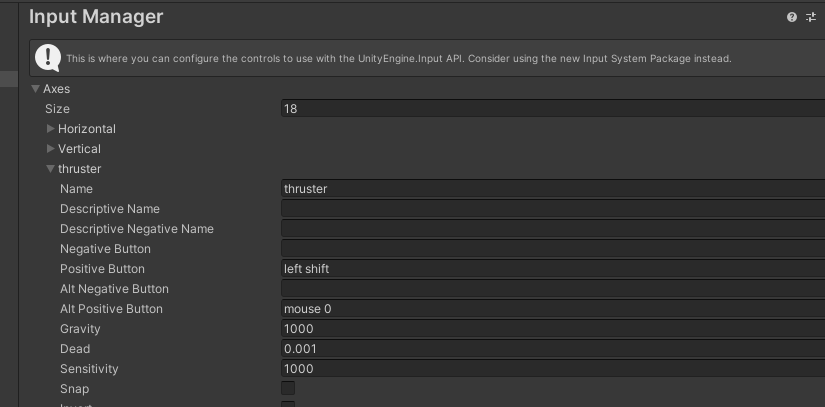 Input Manager
This is where you can configure the controls to use with the UnityEngine.Input API. Consider using the new Input System Package instead.
Axes
Size 18
Horizontal
Vertical
thruster
Name thruster
Descriptive Name
Descriptive Negative Name
Negative Button
Positive Button left shift
Alt Negative Button
Alt Positive Button mouse 0
Gravity 1000
Dead 0.001
Sensitivity 1000
Snap